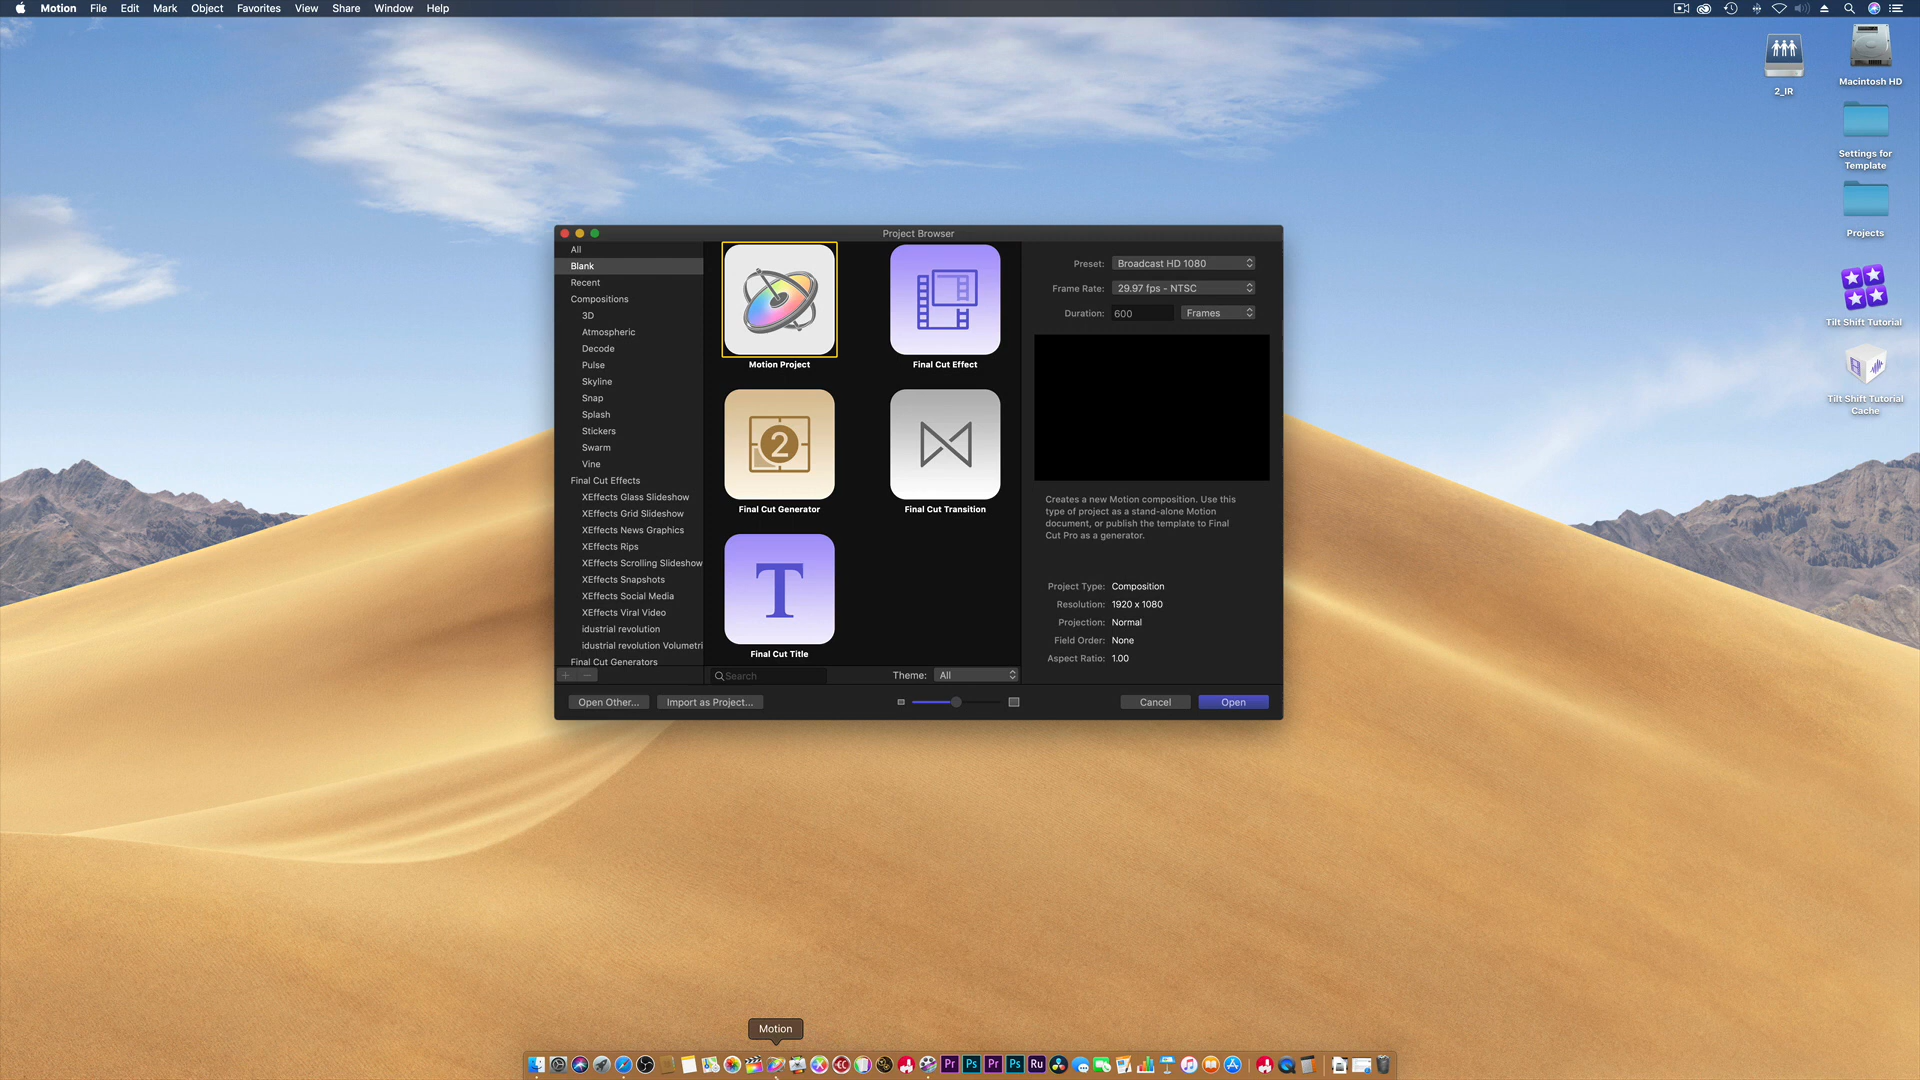 Motion File Edit Mark Object Favorites View Share Window Help
2_IR
Macintosh HD
Settings for
Template
Projects
Tilt Shift Tutorial
Tilt Shift Tutorial
Cache
Project Browser
All
Blank
Recent
Compositions
3D
Atmospheric
Decode
Pulse
Skyline
Snap
Splash
Stickers
Swarm
Vine
Final Cut Effects
XEffects Glass Slideshow
XEffects Grid Slideshow
XEffects News Graphics
XEffects Rips
XEffects Scrolling Slideshow
XEffects Snapshots
XEffects Social Media
XEffects Viral Video
idustrial revolution
idustrial revolution Volumetri
Final Cut Generators
Motion Project
Final Cut Effect
2
Final Cut Generator
Final Cut Transition
T
Final Cut Title
Search
Theme: All
Preset: Broadcast HD 1080
Frame Rate: 29.97 fps - NTSC
Duration: 600 Frames
Creates a new Motion composition. Use this
type of project as a stand-alone Motion
document, or publish the template to Final
Cut Pro as a generator.
Project Type: Composition
Resolution: 1920 x 1080
Projection: Normal
Field Order: None
Aspect Ratio: 1.00
Open Other...
Import as Project...
Cancel
Open
Motion
Pr Ps Pr Ps Ru